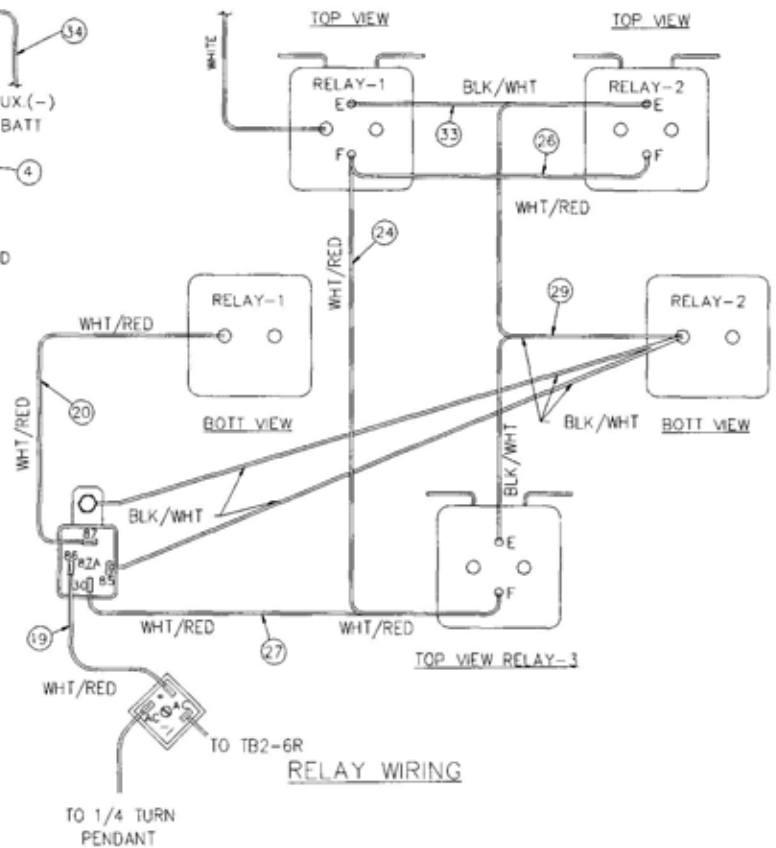 TOP VIEW
TOP VIEW
34
WHITE
UX.(-)
BATT
RELAY-1
BLK/WHT
RELAY-2
E
E
33
26
4
F
F
WHT/RED
D
WHT/RED
24
RELAY-1
29
RELAY-2
WHT/RED
20
BOTT VIEW
BLK/WHT
BOTT VIEW
WHT/RED
BLK/WHT
BLK/WHT
87
E
86
87A
85
30
F
WHT/RED
WHT/RED
19
27
TOP VIEW RELAY-3
WHT/RED
+
AC
AC
-
TO TB2-6R
RELAY WIRING
TO 1/4 TURN
PENDANT